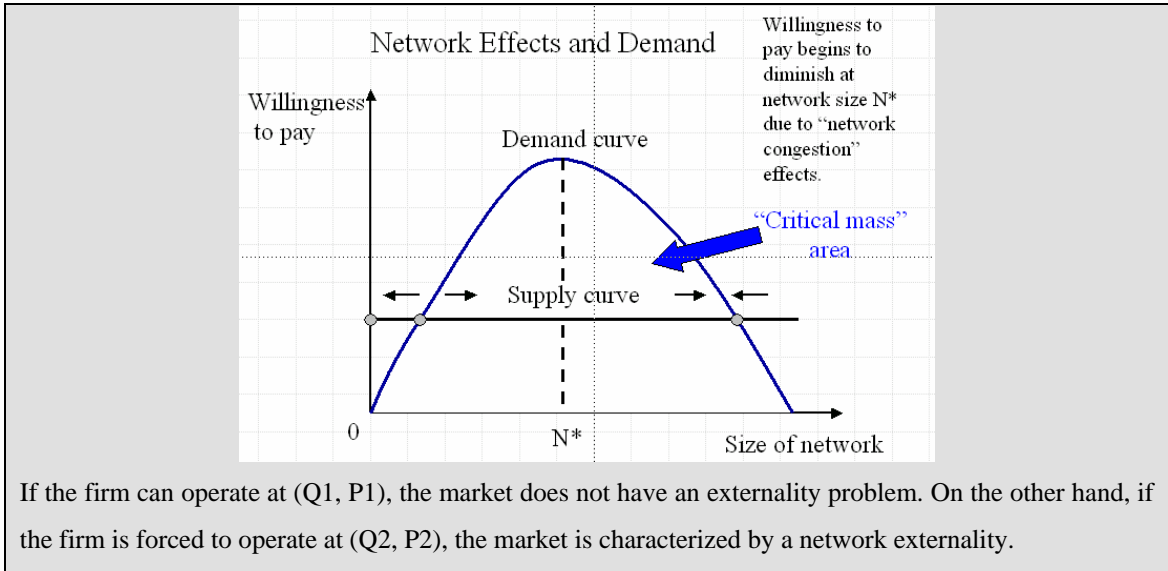 Network Effects and Demand
Willingness to
pay begins to
diminish at
network size N*
due to “network
congestion”
effects.
Willingness
to pay
Demand curve
“Critical mass”
area
Supply curve
0
N*
Size of network
If the firm can operate at (Q1, P1), the market does not have an externality problem. On the other hand, if
the firm is forced to operate at (Q2, P2), the market is characterized by a network externality.